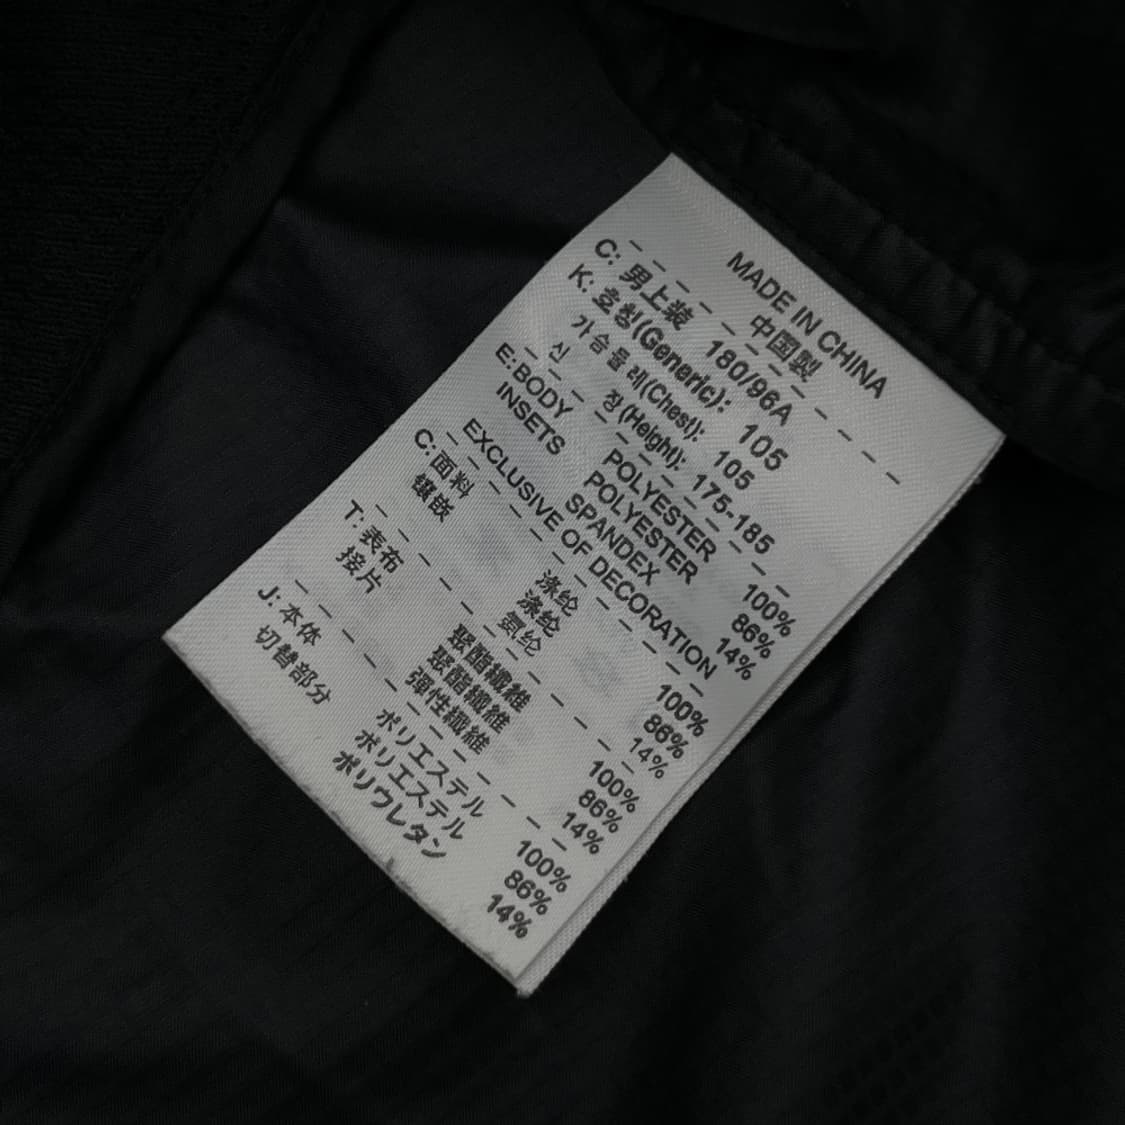 MADE IN CHINA
中国製
C: 男上装 180/96A
K: 호칭(Generic): 105
가슴둘레(Chest): 105
신 장(Height): 175-185
E: BODY POLYESTER 100%
INSETS POLYESTER 86%
SPANDEX 14%
EXCLUSIVE OF DECORATION
C: 面料 涤纶 100%
镶嵌 涤纶 86%
氨纶 14%
T: 表布 聚酯纖維 100%
接片 聚酯纖維 86%
彈性纖維 14%
J: 本体 ポリエステル 100%
切替部分 ポリエステル 86%
ポリウレタン 14%